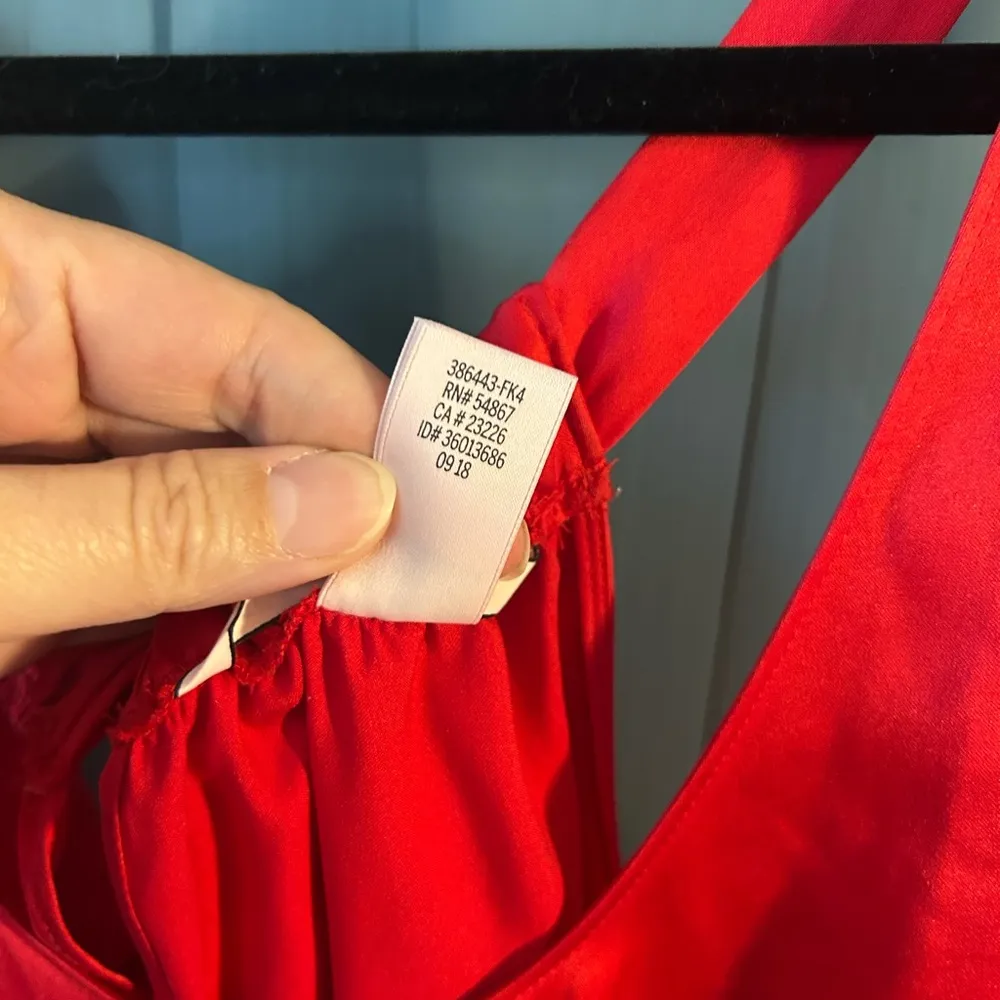 386443-FK4
RN# 54867
CA # 23226
ID# 36013686
09 18